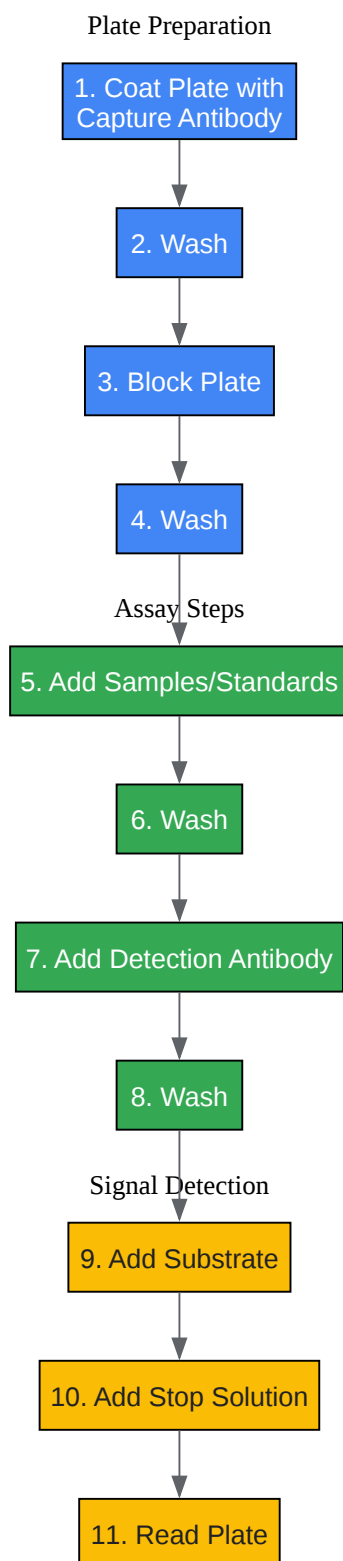 Plate Preparation
1. Coat Plate with
Capture Antibody
2. Wash
3. Block Plate
4. Wash
Assay Steps
5. Add Samples/Standards
6. Wash
7. Add Detection Antibody
8. Wash
Signal Detection
9. Add Substrate
10. Add Stop Solution
11. Read Plate